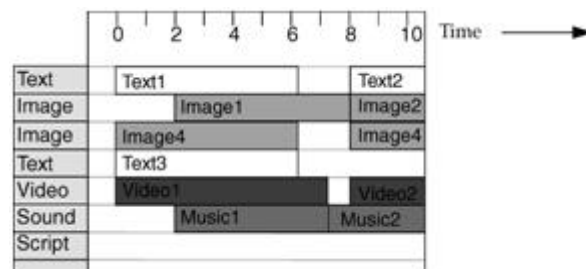 0 2 4 6 8 10 Time
Text Text1 Text2
Image Image1 Image2
Image Image4 Image4
Text Text3
Video Video1 Video2
Sound Music1 Music2
Script